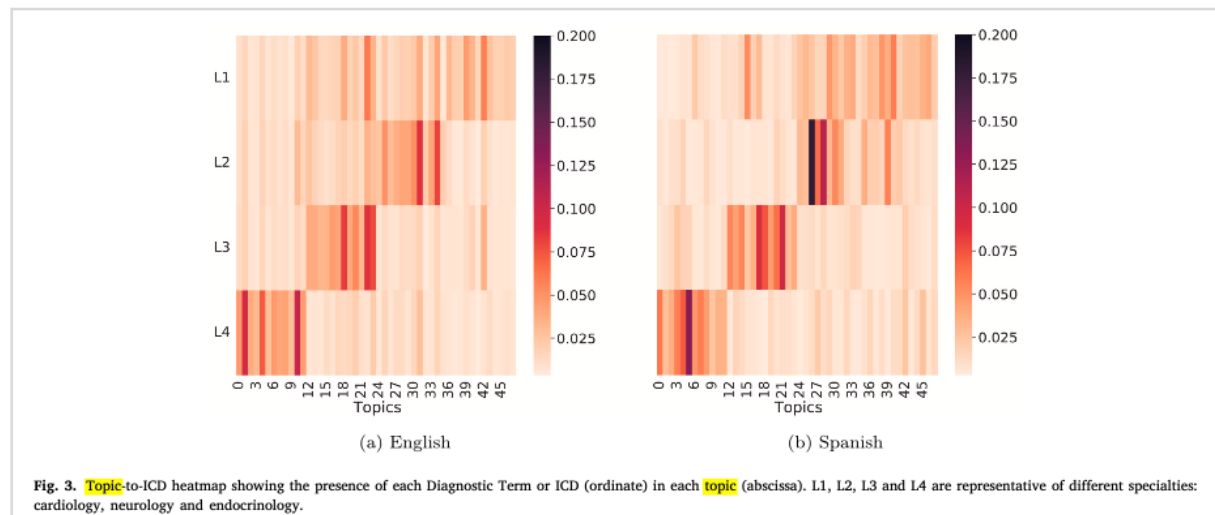 0.200
0.175
0.150
0.125
0.100
0.075
0.050
0.025
L1
L2
L3
L4
0 3 6 9 12 15 18 21 24 27 30 33 36 39 42 45
Topics
(a) English
0.200
0.175
0.150
0.125
0.100
0.075
0.050
0.025
0 3 6 9 12 15 18 21 24 27 30 33 36 39 42 45
Topics
(b) Spanish
Fig. 3. Topic-to-ICD heatmap showing the presence of each Diagnostic Term or ICD (ordinate) in each topic (abscissa). L1, L2, L3 and L4 are representative of different specialties:
cardiology, neurology and endocrinology.